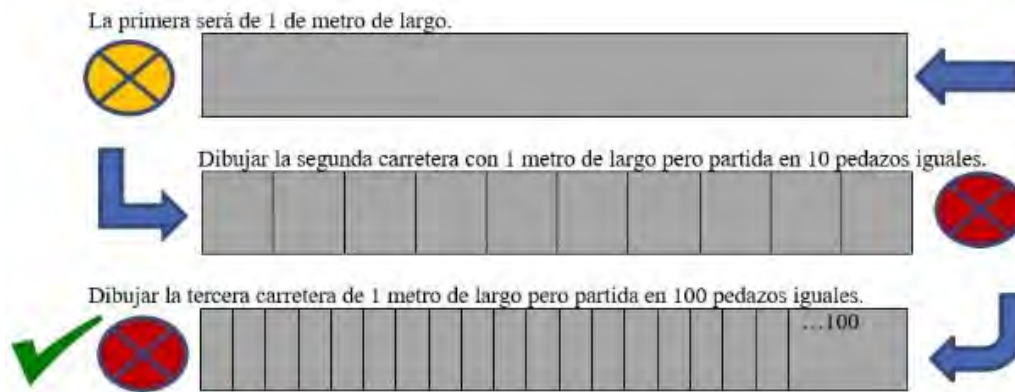 La primera será de 1 de metro de largo.
Dibujar la segunda carretera con 1 metro de largo pero partida en 10 pedazos iguales.
Dibujar la tercera carretera de 1 metro de largo pero partida en 100 pedazos iguales.
…100